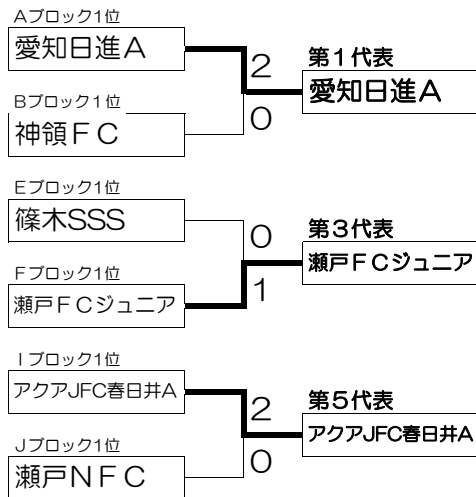 Aブロック1位
愛知日進A
2
第1代表
愛知日進A
Bブロック1位
神領FC
0
Eブロック1位
篠木SSS
0
第3代表
瀬戸FCジュニア
Fブロック1位
瀬戸FCジュニア
1
Iブロック1位
アクアJFC春日井A
2
第5代表
アクアJFC春日井A
Jブロック1位
瀬戸NFC
0